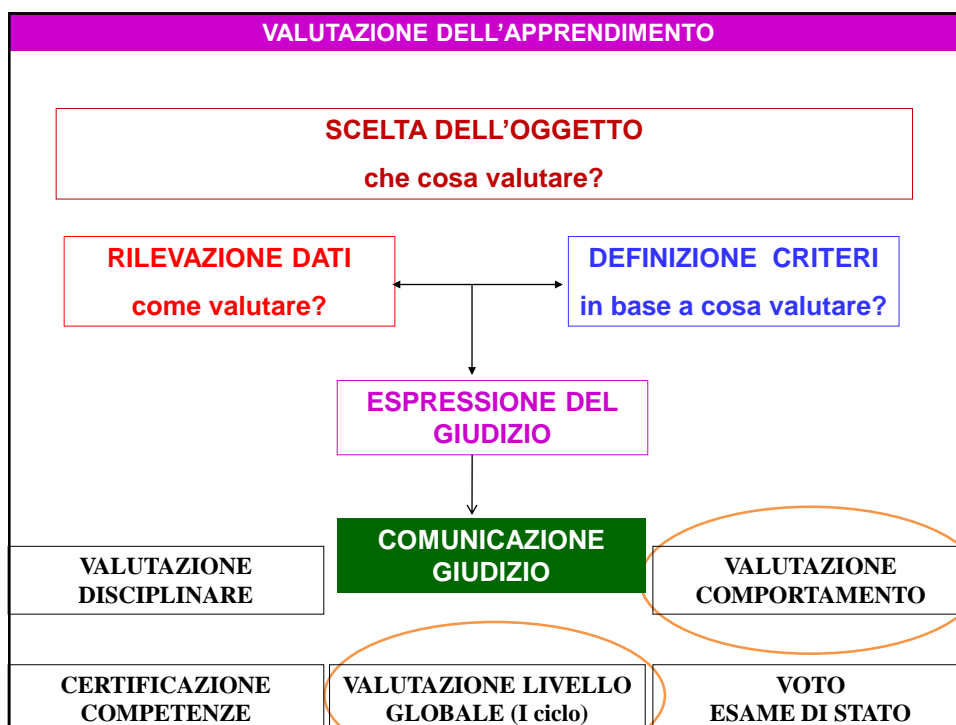 VALUTAZIONE DELL’APPRENDIMENTO
SCELTA DELL’OGGETTO
che cosa valutare?
RILEVAZIONE DATI
come valutare?
DEFINIZIONE CRITERI
in base a cosa valutare?
ESPRESSIONE DEL
GIUDIZIO
COMUNICAZIONE
GIUDIZIO
VALUTAZIONE
DISCIPLINARE
VALUTAZIONE
COMPORTAMENTO
CERTIFICAZIONE
COMPETENZE
VALUTAZIONE LIVELLO
GLOBALE (I ciclo)
VOTO
ESAME DI STATO